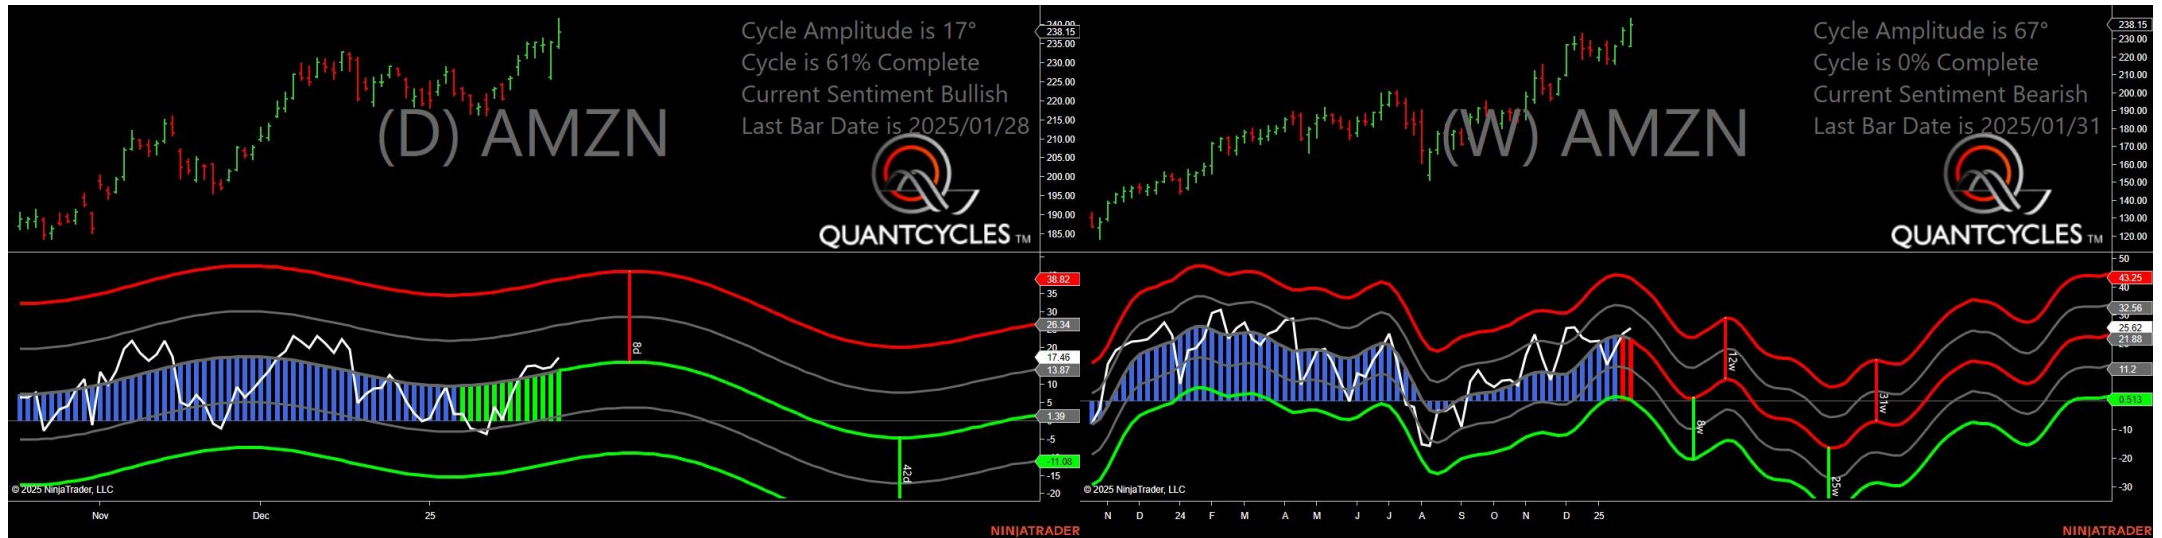 Cycle Amplitude is 17°
Cycle is 61% Complete
Current Sentiment Bullish
Last Bar Date is 2025/01/28
(D) AMZN
QUANTCYCLES TM
240.00
238.15
235.00
230.00
225.00
220.00
215.00
210.00
205.00
200.00
195.00
190.00
185.00
38.82
35
30
26.34
20
17.46
13.87
10
5
1.39
-5
-11.08
-15
-20
8d
42d
© 2025 NinjaTrader, LLC
Nov Dec 25
NINJATRADER
Cycle Amplitude is 67°
Cycle is 0% Complete
Current Sentiment Bearish
Last Bar Date is 2025/01/31
(W) AMZN
QUANTCYCLES TM
238.15
230.00
220.00
210.00
200.00
190.00
180.00
170.00
160.00
150.00
140.00
130.00
120.00
50
43.25
40
32.56
30
25.62
21.88
11.2
0.513
-10
-20
-30
12w
8w
31w
25w
© 2025 NinjaTrader, LLC
N D 24 F M A M J J A S O N D 25
NINJATRADER